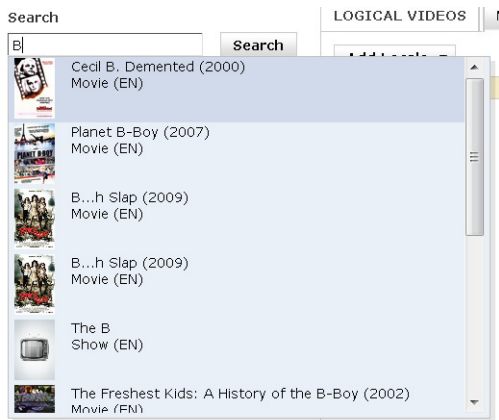 Search
LOGICAL VIDEOS
B
Search
Cecil B. Demented (2000)
Movie (EN)
Planet B-Boy (2007)
Movie (EN)
B...h Slap (2009)
Movie (EN)
B...h Slap (2009)
Movie (EN)
The B
Show (EN)
The Freshest Kids: A History of the B-Boy (2002)
Movie (EN)